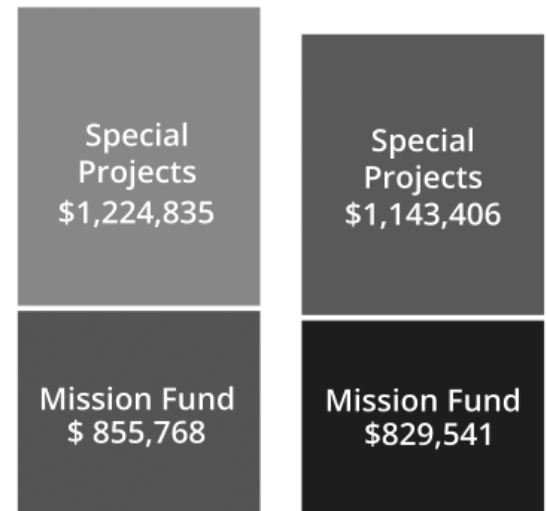 Special
Projects
$1,224,835
Mission Fund
$ 855,768
Special
Projects
$1,143,406
Mission Fund
$829,541